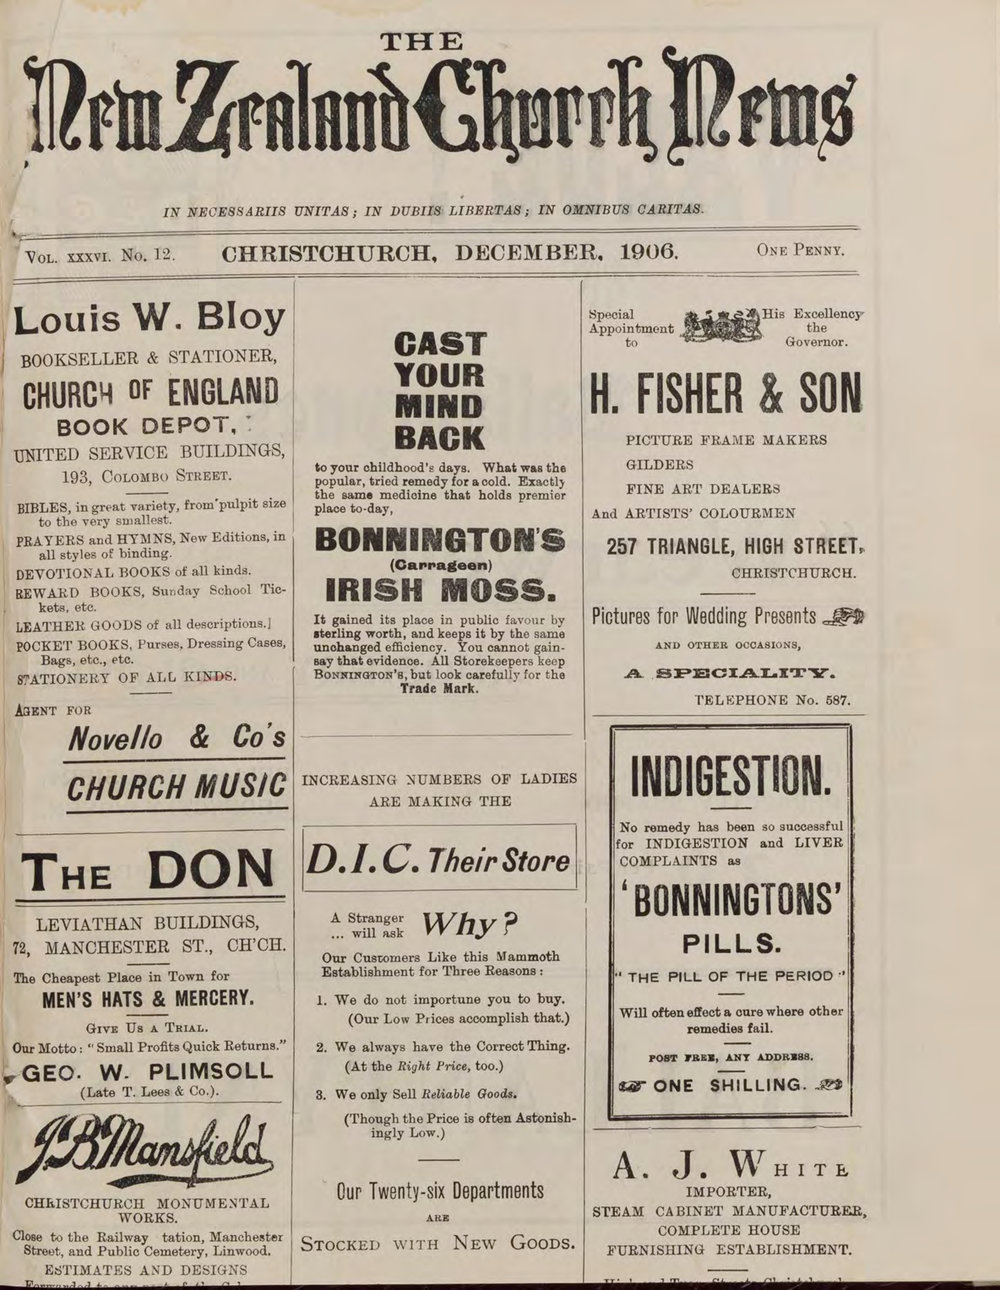 THE
New Zealand Church News
IN NECESSARIIS UNITAS; IN DUBIIS LIBERTAS; IN OMNIBUS CARITAS.
VOL. XXXVI. No. 12. CHRISTCHURCH, DECEMBER, 1906. ONE PENNY.
Louis W. Bloy
BOOKSELLER & STATIONER,
CHURCH OF ENGLAND
BOOK DEPOT,
UNITED SERVICE BUILDINGS,
193, COLOMBO STREET.
BIBLES, in great variety, from pulpit size
to the very smallest.
PRAYERS and HYMNS, New Editions, in
all styles of binding.
DEVOTIONAL BOOKS of all kinds.
REWARD BOOKS, Sunday School Tic-
kets, etc.
LEATHER GOODS of all descriptions.]
POCKET BOOKS, Purses, Dressing Cases,
Bags, etc., etc.
STATIONERY OF ALL KINDS.
AGENT FOR
Novello & Co's
CHURCH MUSIC
THE DON
LEVIATHAN BUILDINGS,
72, MANCHESTER ST., CH'CH.
The Cheapest Place in Town for
MEN'S HATS & MERCERY.
GIVE US A TRIAL.
Our Motto: "Small Profits Quick Returns."
GEO. W. PLIMSOLL
(Late T. Lees & Co.).
J B Mansfield
CHRISTCHURCH MONUMENTAL
WORKS.
Close to the Railway tation, Manchester
Street, and Public Cemetery, Linwood.
ESTIMATES AND DESIGNS
CAST
YOUR
MIND
BACK
to your childhood's days. What was the
popular, tried remedy for a cold. Exactly
the same medicine that holds premier
place to-day,
BONNINGTON'S
(Carrageen)
IRISH MOSS.
It gained its place in public favour by
sterling worth, and keeps it by the same
unchanged efficiency. You cannot gain-
say that evidence. All Storekeepers keep
BONNINGTON'S, but look carefully for the
Trade Mark.
INCREASING NUMBERS OF LADIES
ARE MAKING THE
D.I.C. Their Store
A Stranger
... will ask Why?
Our Customers Like this Mammoth
Establishment for Three Reasons:
1. We do not importune you to buy.
(Our Low Prices accomplish that.)
2. We always have the Correct Thing.
(At the Right Price, too.)
3. We only Sell Reliable Goods.
(Though the Price is often Astonish-
ingly Low.)
Our Twenty-six Departments
ARE
STOCKED WITH NEW GOODS.
Special His Excellency
Appointment the
to Governor.
H. FISHER & SON
PICTURE FRAME MAKERS
GILDERS
FINE ART DEALERS
And ARTISTS' COLOURMEN
257 TRIANGLE, HIGH STREET,
CHRISTCHURCH.
Pictures for Wedding Presents
AND OTHER OCCASIONS,
A SPECIALITY.
TELEPHONE No. 587.
INDIGESTION.
No remedy has been so successful
for INDIGESTION and LIVER
COMPLAINTS as
'BONNINGTONS'
PILLS.
"THE PILL OF THE PERIOD"
Will often effect a cure where other
remedies fail.
POST FREE, ANY ADDRESS.
ONE SHILLING.
A. J. WHITE
IMPORTER,
STEAM CABINET MANUFACTURER,
COMPLETE HOUSE
FURNISHING ESTABLISHMENT.